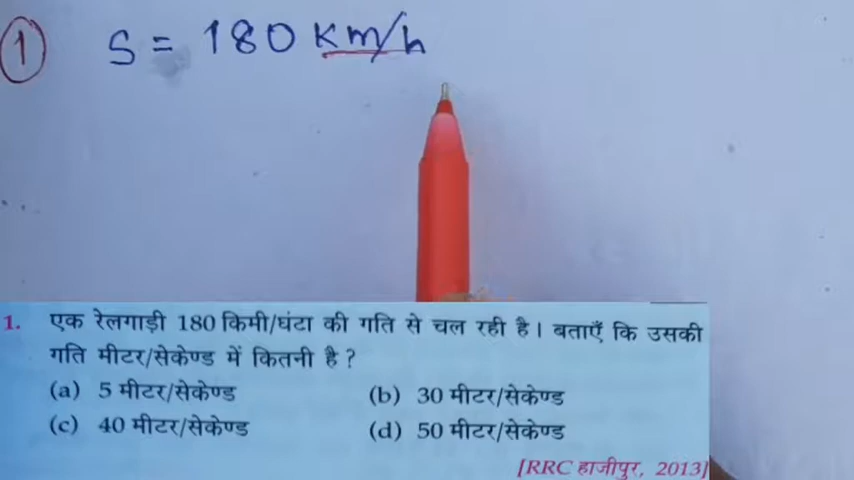 1 S = 180 km/h
1. एक रेलगाड़ी 180 किमी/घंटा की गति से चल रही है। बताएँ कि उसकी
गति मीटर/सेकेण्ड में कितनी है?
(a) 5 मीटर/सेकेण्ड (b) 30 मीटर/सेकेण्ड
(c) 40 मीटर/सेकेण्ड (d) 50 मीटर/सेकेण्ड
[RRC हाजीपुर, 2013]